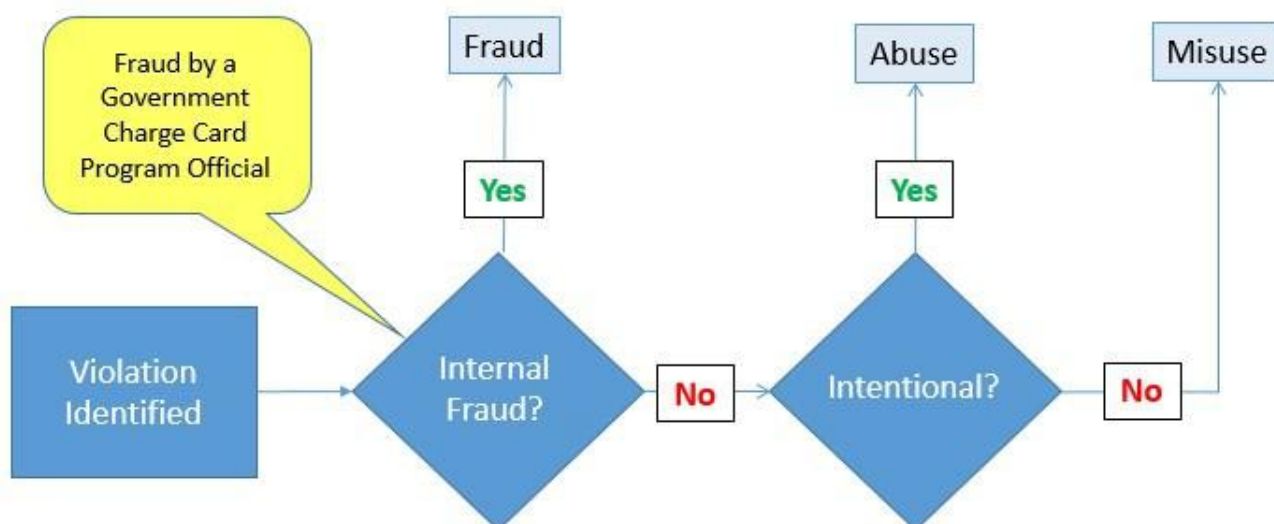 Fraud by a
Government
Charge Card
Program Official
Fraud
Abuse
Misuse
Yes
Yes
Violation
Identified
Internal
Fraud?
No
Intentional?
No